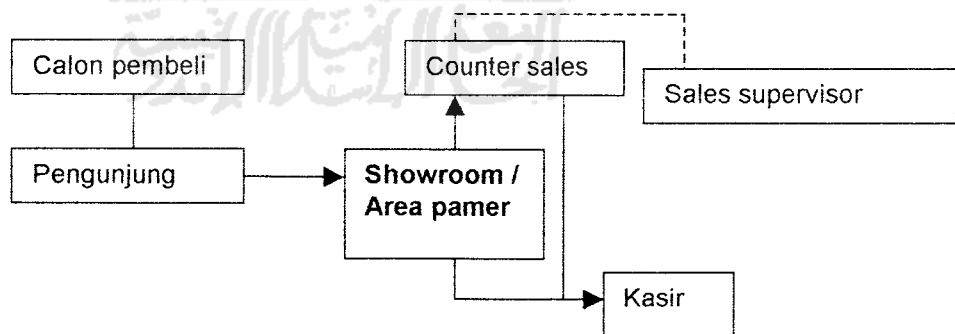 Calon pembeli
Counter sales
Sales supervisor
Pengunjung
Showroom /
Area pamer
Kasir